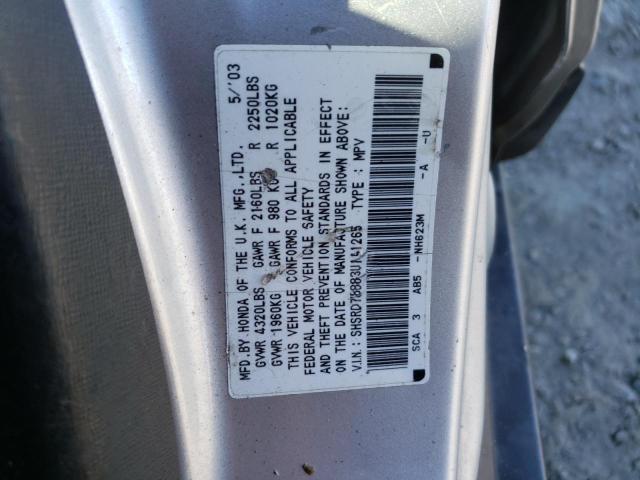 MFD.BY HONDA OF THE U.K. MFG.,LTD. 5/'03
GVWR 4320LBS GAWR F 2160LBS R 2250LBS
GVWR 1960KG GAWR F 980 KG R 1020KG
THIS VEHICLE CONFORMS TO ALL APPLICABLE
FEDERAL MOTOR VEHICLE SAFETY
AND THEFT PREVENTION STANDARDS IN EFFECT
ON THE DATE OF MANUFACTURE SHOWN ABOVE:
V.I.N.: TYPE: MPV
SCA 3 AB5 -NH623M -A -U